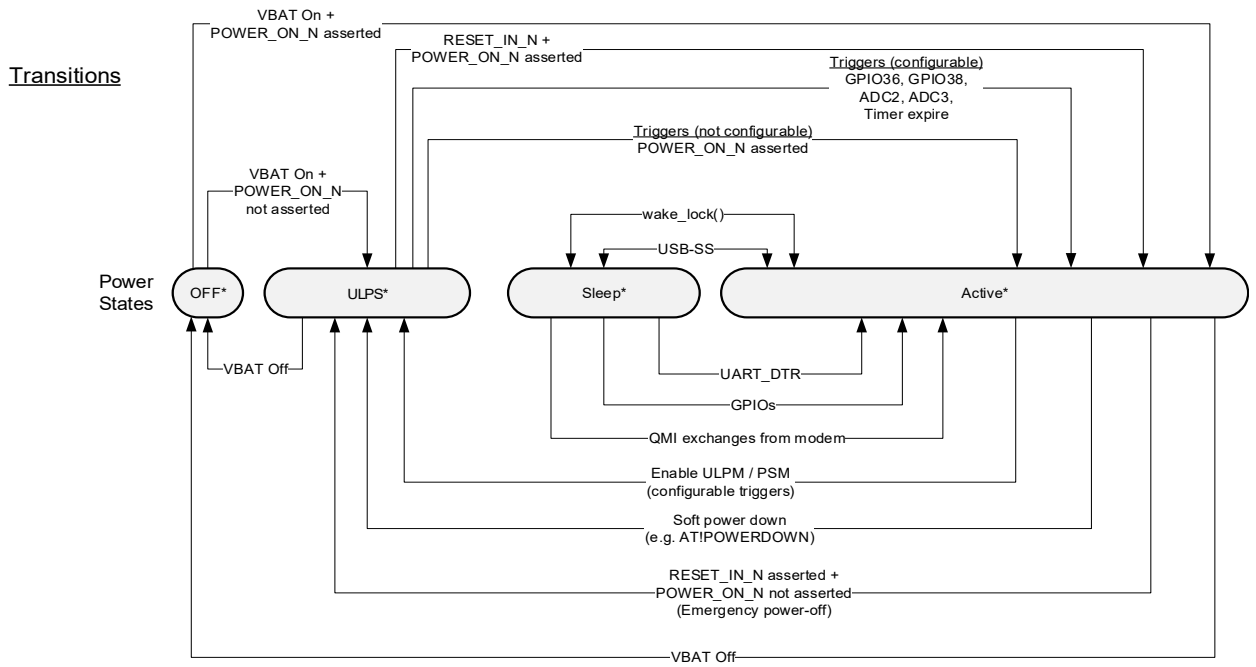 VBAT On +
POWER_ON_N asserted
RESET_IN_N +
POWER_ON_N asserted
Transitions
Triggers (configurable)
GPIO36, GPIO38,
ADC2, ADC3,
Timer expire
Triggers (not configurable)
POWER_ON_N asserted
VBAT On +
POWER_ON_N
not asserted
wake_lock()
USB-SS
Power
States
OFF*
ULPS*
Sleep*
Active*
VBAT Off
UART_DTR
GPIOs
QMI exchanges from modem
Enable ULPM / PSM
(configurable triggers)
Soft power down
(e.g. AT!POWERDOWN)
RESET_IN_N asserted +
POWER_ON_N not asserted
(Emergency power-off)
VBAT Off